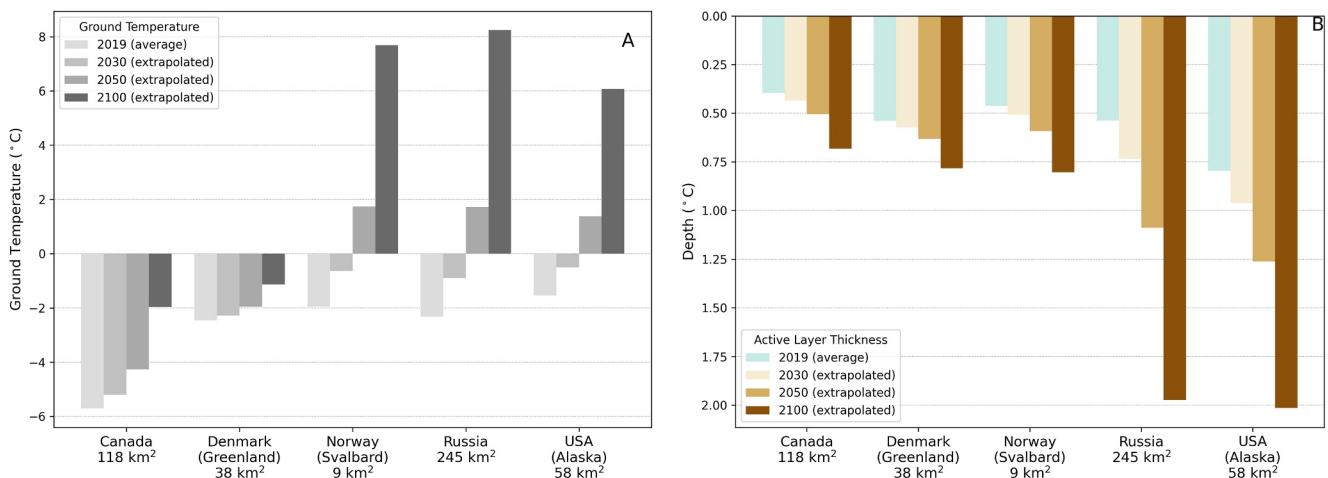 A
Ground Temperature
2019 (average)
2030 (extrapolated)
2050 (extrapolated)
2100 (extrapolated)
Ground Temperature (°C)
8
6
4
2
0
−2
−4
−6
Canada
118 km²
Denmark
(Greenland)
38 km²
Norway
(Svalbard)
9 km²
Russia
245 km²
USA
(Alaska)
58 km²
B
Depth (°C)
0.00
0.25
0.50
0.75
1.00
1.25
1.50
1.75
2.00
Active Layer Thickness
2019 (average)
2030 (extrapolated)
2050 (extrapolated)
2100 (extrapolated)
Canada
118 km²
Denmark
(Greenland)
38 km²
Norway
(Svalbard)
9 km²
Russia
245 km²
USA
(Alaska)
58 km²